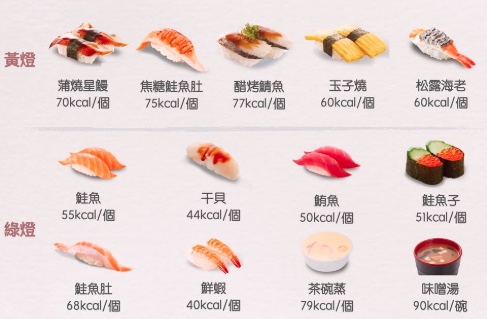 黃燈
蒲燒星鰻 焦糖鮭魚肚 醋烤鯖魚 玉子燒 松露海老
70kcal/個 75kcal/個 77kcal/個 60kcal/個 60kcal/個
綠燈
鮭魚 干貝 鮪魚 鮭魚子
55kcal/個 44kcal/個 50kcal/個 51kcal/個
鮭魚肚 鮮蝦 茶碗蒸 味噌湯
68kcal/個 40kcal/個 79kcal/個 90kcal/碗